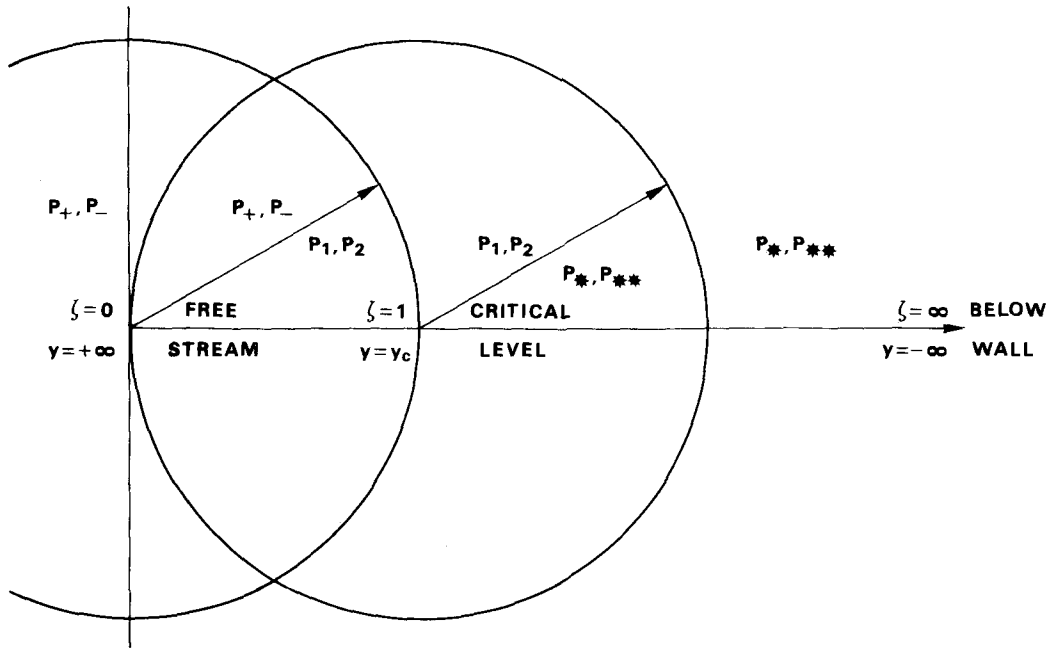 P₊, P₋
P₊, P₋
P₁, P₂
P₁, P₂
P✱, P✱✱
P✱, P✱✱
ζ=0 FREE ζ=1 CRITICAL ζ=∞ BELOW
y=+∞ STREAM y=y_c LEVEL y=-∞ WALL